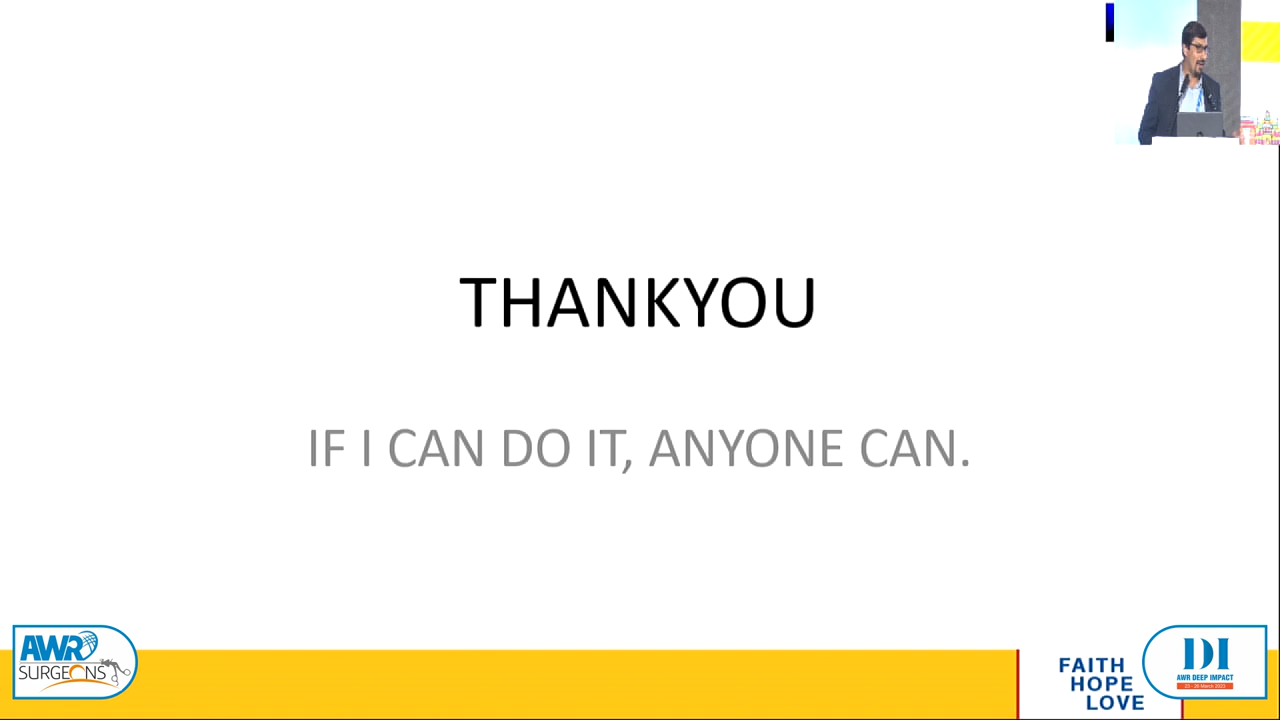 THANKYOU
IF I CAN DO IT, ANYONE CAN.
AWR
SURGEONS
FAITH
HOPE
LOVE
DI
AWR DEEP IMPACT